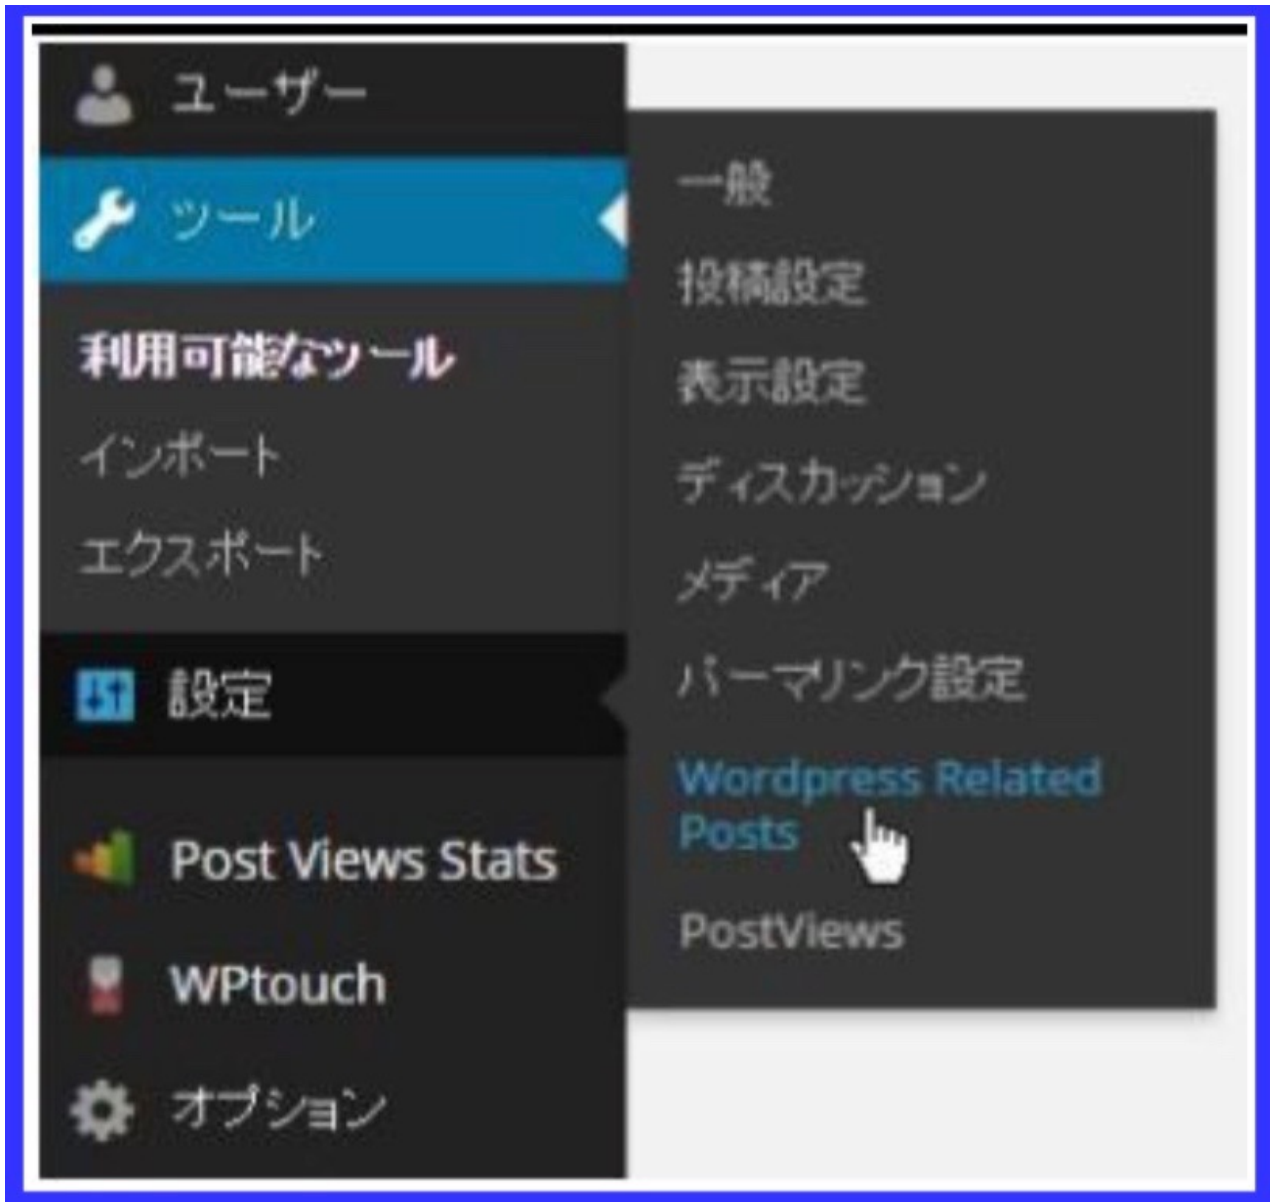 ユーザー
ツール
利用可能なツール
インポート
エクスポート
設定
Post Views Stats
WPtouch
オプション
一般
投稿設定
表示設定
ディスカッション
メディア
パーマリンク設定
Wordpress Related
Posts
PostViews